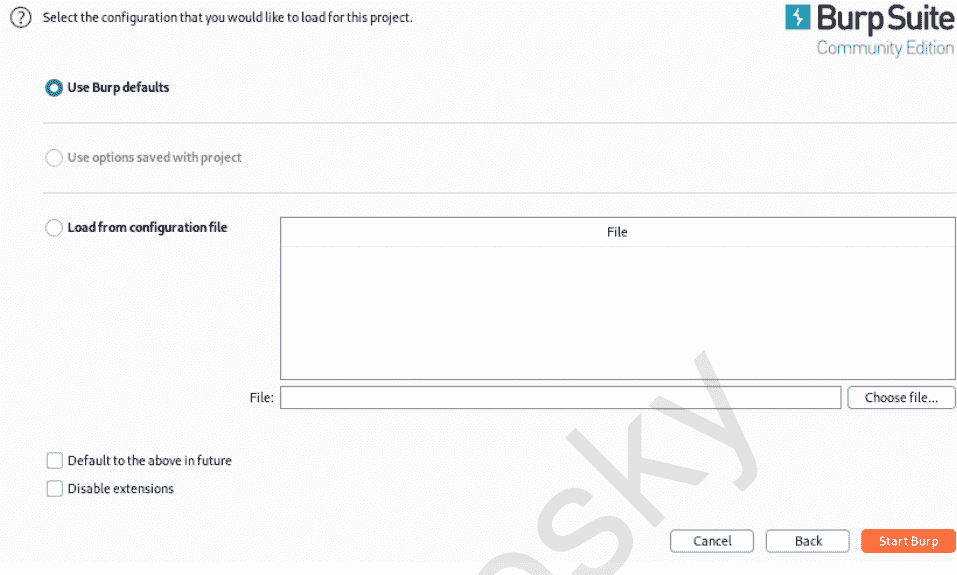 ? Select the configuration that you would like to load for this project.
Burp Suite
Community Edition
Use Burp defaults
Use options saved with project
Load from configuration file
File
File:
Choose file...
Default to the above in future
Disable extensions
Cancel Back Start Burp